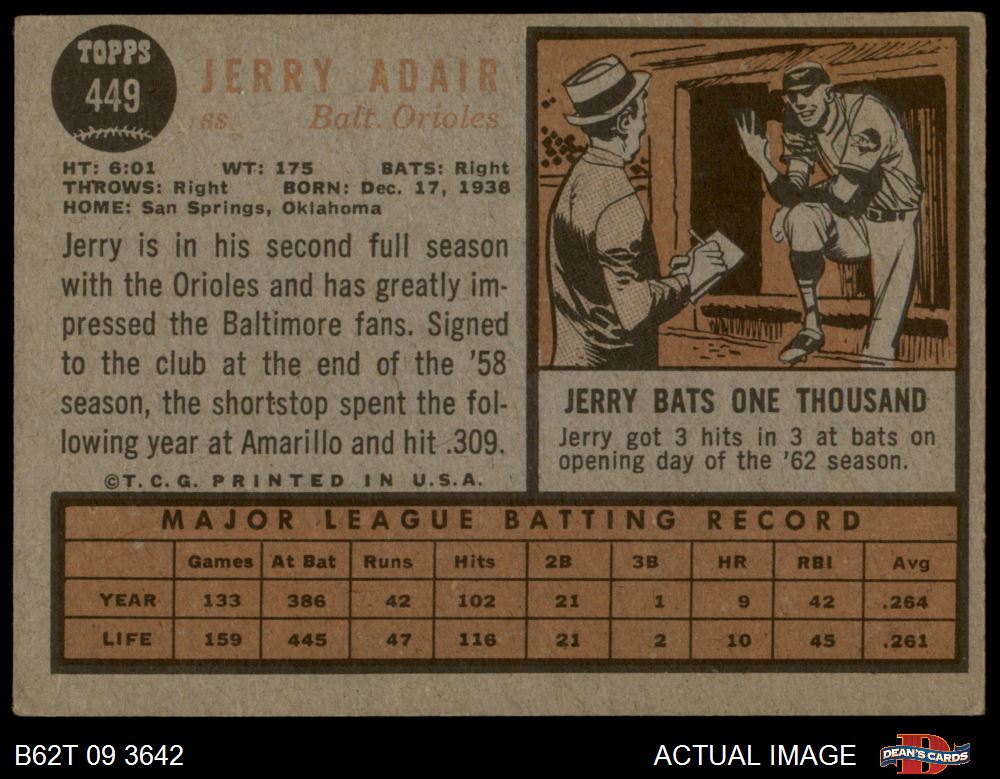 TOPPS
449
JERRY ADAIR
ss Balt. Orioles
HT: 6:01 WT: 175 BATS: Right
THROWS: Right BORN: Dec. 17, 1936
HOME: San Springs, Oklahoma
Jerry is in his second full season
with the Orioles and has greatly im-
pressed the Baltimore fans. Signed
to the club at the end of the '58
season, the shortstop spent the fol-
lowing year at Amarillo and hit .309.
©T.C.G. PRINTED IN U.S.A.
JERRY BATS ONE THOUSAND
Jerry got 3 hits in 3 at bats on
opening day of the '62 season.
MAJOR LEAGUE BATTING RECORD
Games At Bat Runs Hits 2B 3B HR RBI Avg
YEAR 133 386 42 102 21 1 9 42 .264
LIFE 159 445 47 116 21 2 10 45 .261
B62T 09 3642 ACTUAL IMAGE DEAN'S CARDS